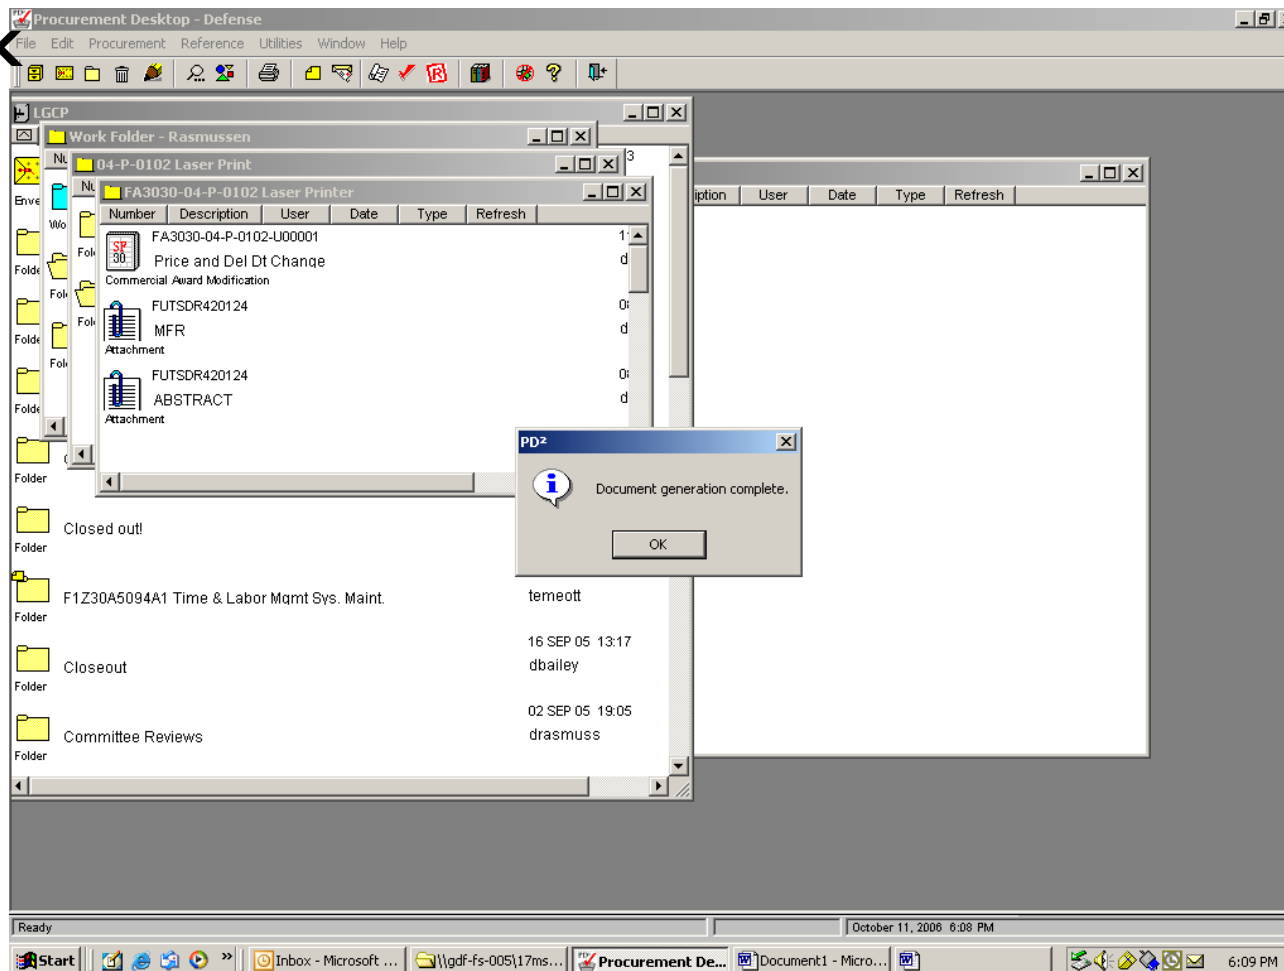 Procurement Desktop - Defense
File Edit Procurement Reference Utilities Window Help
LGCP
Work Folder - Rasmussen
04-P-0102 Laser Print
FA3030-04-P-0102 Laser Printer
Number Description User Date Type Refresh
User Date Type Refresh
FA3030-04-P-0102-U00001
SP
30
Price and Del Dt Change
Commercial Award Modification
FUTSDR420124
MFR
Attachment
FUTSDR420124
ABSTRACT
Attachment
PD²
Document generation complete.
OK
Folder
Closed out!
Folder
F1Z30A5094A1 Time & Labor Mgmt Sys. Maint.
temeott
Folder
16 SEP 05 13:17
Closeout
dbailey
Folder
02 SEP 05 19:05
Committee Reviews
drasmuss
Folder
Ready
October 11, 2006 6:08 PM
Start
Inbox - Microsoft ...
\\gdf-fs-005\17ms...
Procurement De...
Document1 - Micro...
6:09 PM